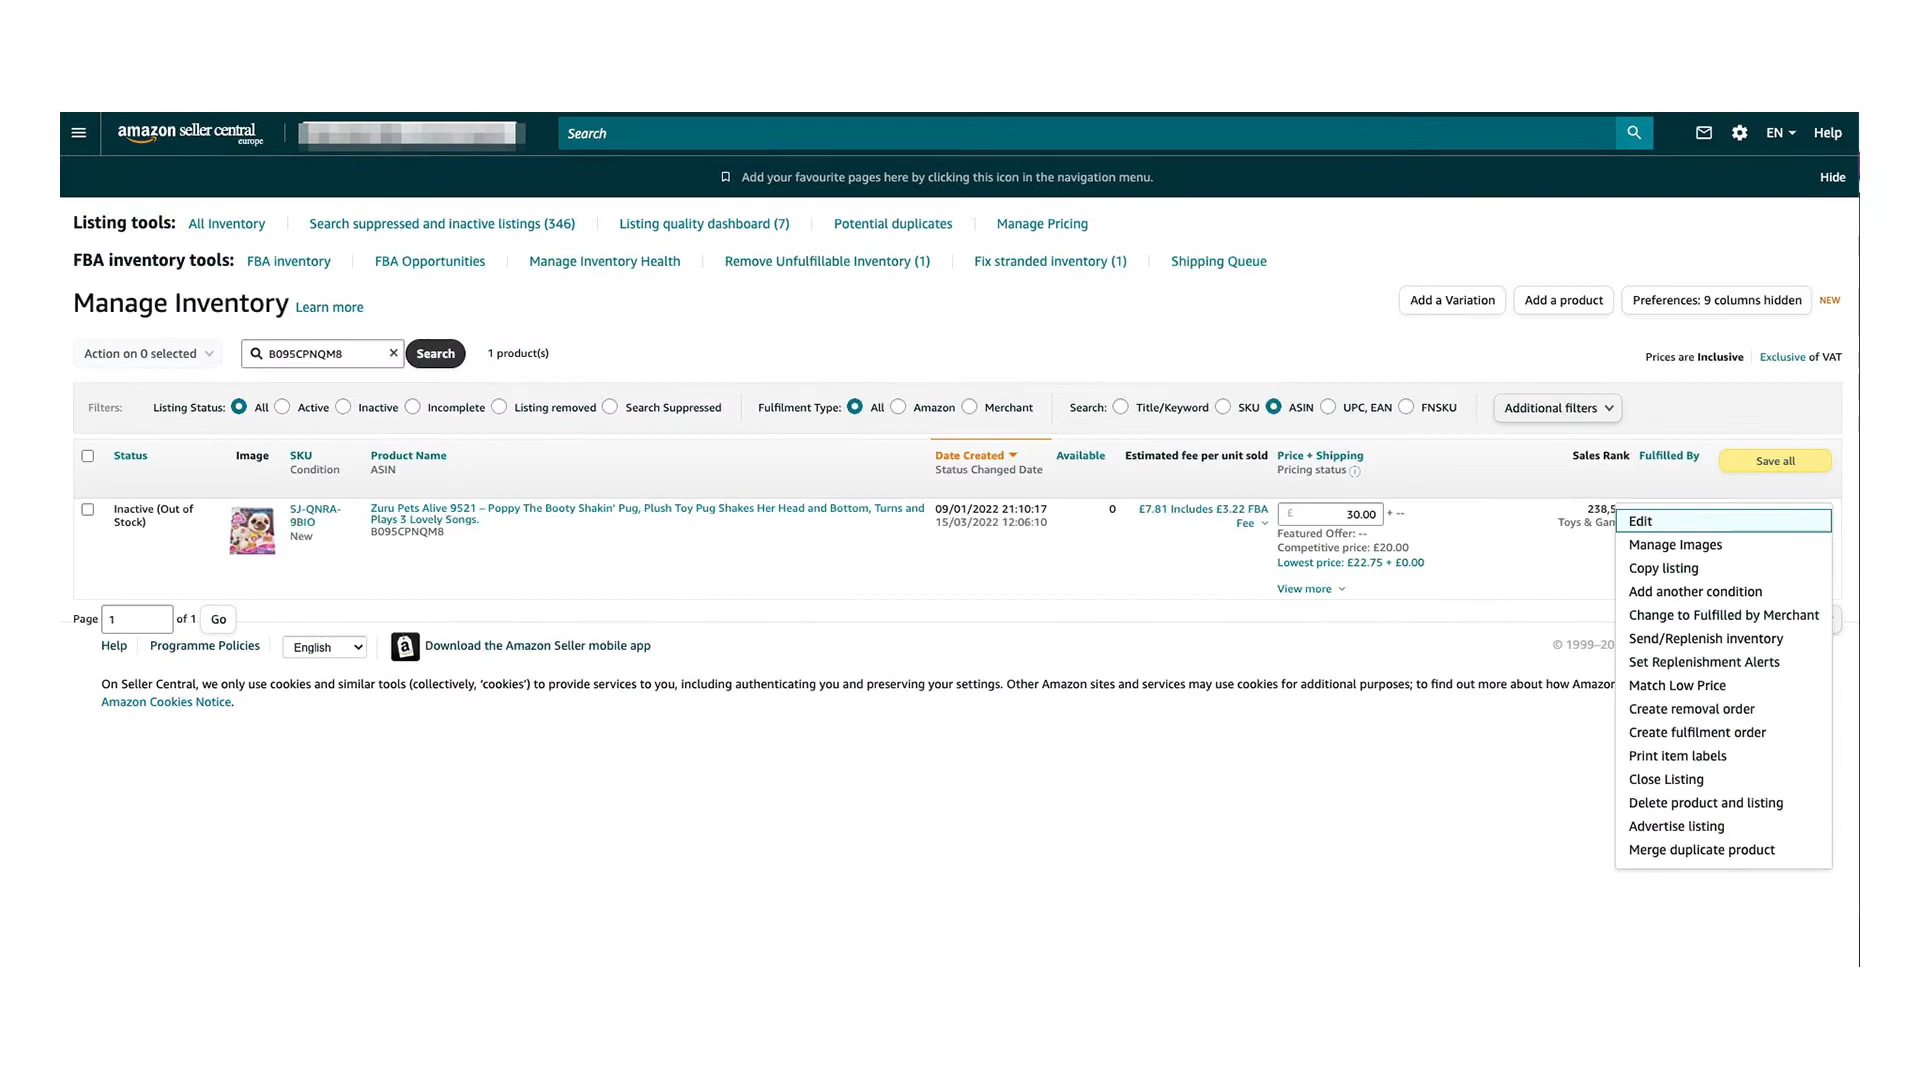 amazon seller central
europe
Search
EN
Help
Add your favourite pages here by clicking this icon in the navigation menu.
Hide
Listing tools: All Inventory Search suppressed and inactive listings (346) Listing quality dashboard (7) Potential duplicates Manage Pricing
FBA inventory tools: FBA inventory FBA Opportunities Manage Inventory Health Remove Unfulfillable Inventory (1) Fix stranded inventory (1) Shipping Queue
Manage Inventory Learn more
Add a Variation Add a product Preferences: 9 columns hidden NEW
Action on 0 selected B095CPNQM8 Search 1 product(s)
Prices are Inclusive Exclusive of VAT
Filters: Listing Status: All Active Inactive Incomplete Listing removed Search Suppressed Fulfilment Type: All Amazon Merchant Search: Title/Keyword SKU ASIN UPC, EAN FNSKU Additional filters
Status Image SKU Product Name Date Created Available Estimated fee per unit sold Price + Shipping Sales Rank Fulfilled By Save all
Condition ASIN Status Changed Date Pricing status
Inactive (Out of Stock)
SJ-QNRA-9BIO
New
Zuru Pets Alive 9521 – Poppy The Booty Shakin' Pug, Plush Toy Pug Shakes Her Head and Bottom, Turns and
Plays 3 Lovely Songs.
B095CPNQM8
09/01/2022 21:10:17
15/03/2022 12:06:10
0
£7.81 Includes £3.22 FBA
Fee
£ 30.00 + --
Featured Offer: --
Competitive price: £20.00
Lowest price: £22.75 + £0.00
View more
238,5
Toys & Gam
Edit
Manage Images
Copy listing
Add another condition
Change to Fulfilled by Merchant
Send/Replenish inventory
Set Replenishment Alerts
Match Low Price
Create removal order
Create fulfilment order
Print item labels
Close Listing
Delete product and listing
Advertise listing
Merge duplicate product
Page 1 of 1 Go
Help Programme Policies English Download the Amazon Seller mobile app
© 1999–20
On Seller Central, we only use cookies and similar tools (collectively, 'cookies') to provide services to you, including authenticating you and preserving your settings. Other Amazon sites and services may use cookies for additional purposes; to find out more about how Amazon
Amazon Cookies Notice.